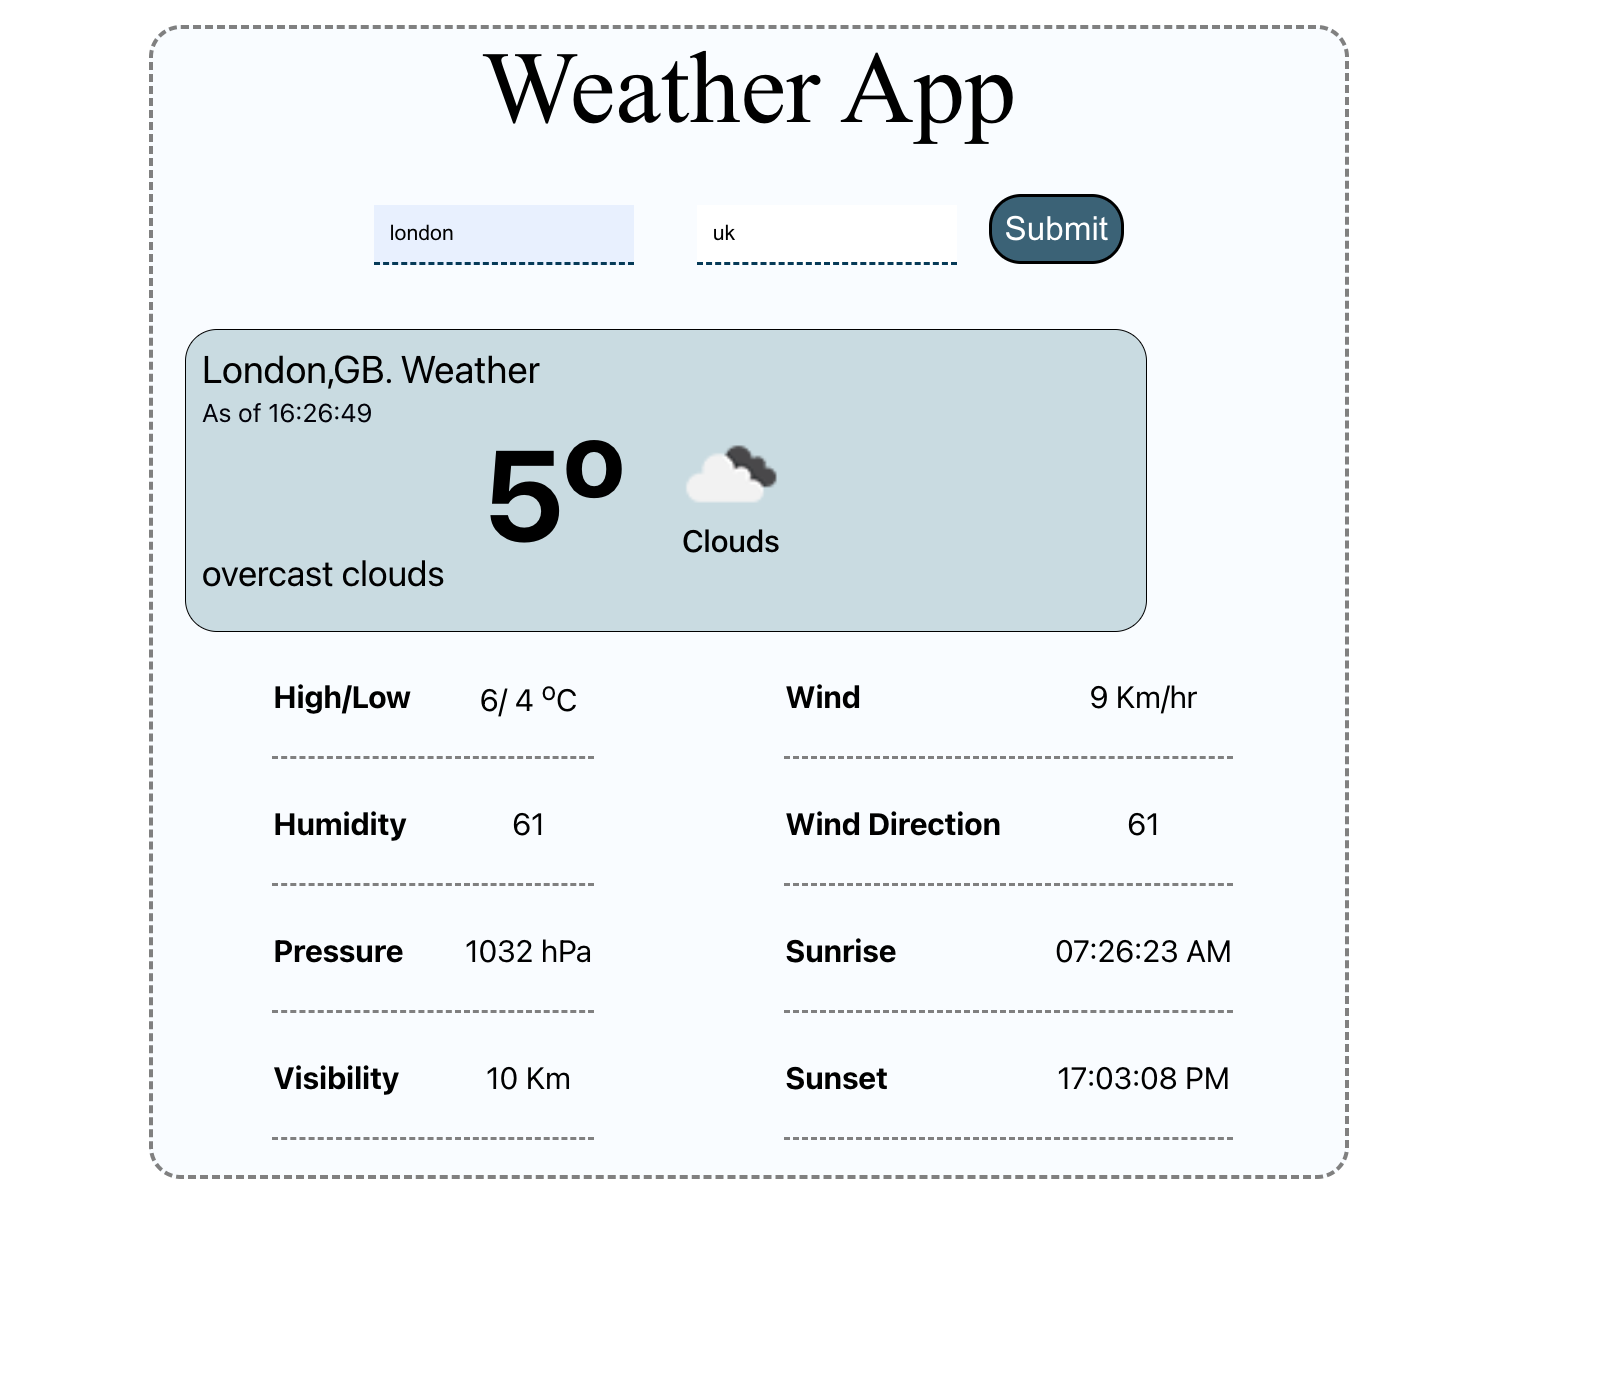 Weather App
london uk Submit
London,GB. Weather
As of 16:26:49
5º
Clouds
overcast clouds
High/Low 6/ 4 ºC Wind 9 Km/hr
Humidity 61 Wind Direction 61
Pressure 1032 hPa Sunrise 07:26:23 AM
Visibility 10 Km Sunset 17:03:08 PM